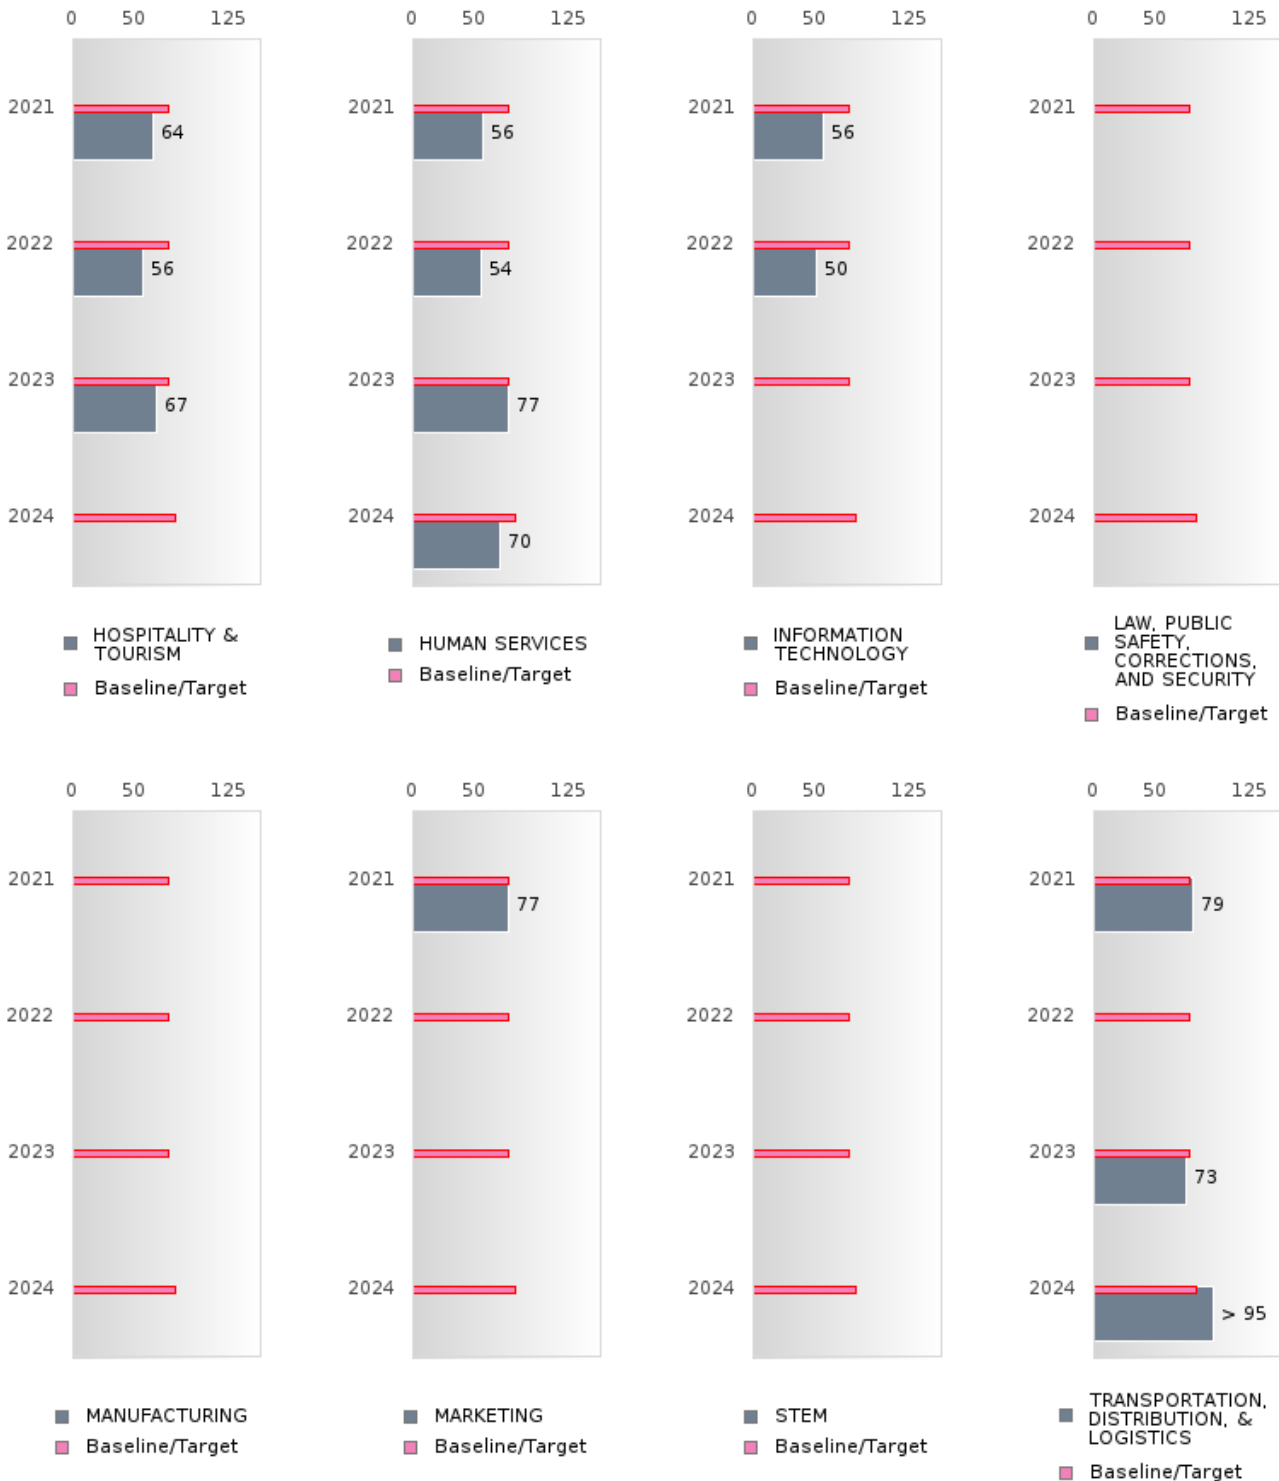 0 50 125
2021
64
2022
56
2023
67
2024
HOSPITALITY &
TOURISM
Baseline/Target
0 50 125
2021
56
2022
54
2023
77
2024
70
HUMAN SERVICES
Baseline/Target
0 50 125
2021
56
2022
50
2023
2024
INFORMATION
TECHNOLOGY
Baseline/Target
0 50 125
2021
2022
2023
2024
LAW, PUBLIC
SAFETY,
CORRECTIONS,
AND SECURITY
Baseline/Target
0 50 125
2021
2022
2023
2024
MANUFACTURING
Baseline/Target
0 50 125
2021
77
2022
2023
2024
MARKETING
Baseline/Target
0 50 125
2021
2022
2023
2024
STEM
Baseline/Target
0 50 125
2021
79
2022
2023
73
2024
> 95
TRANSPORTATION,
DISTRIBUTION, &
LOGISTICS
Baseline/Target